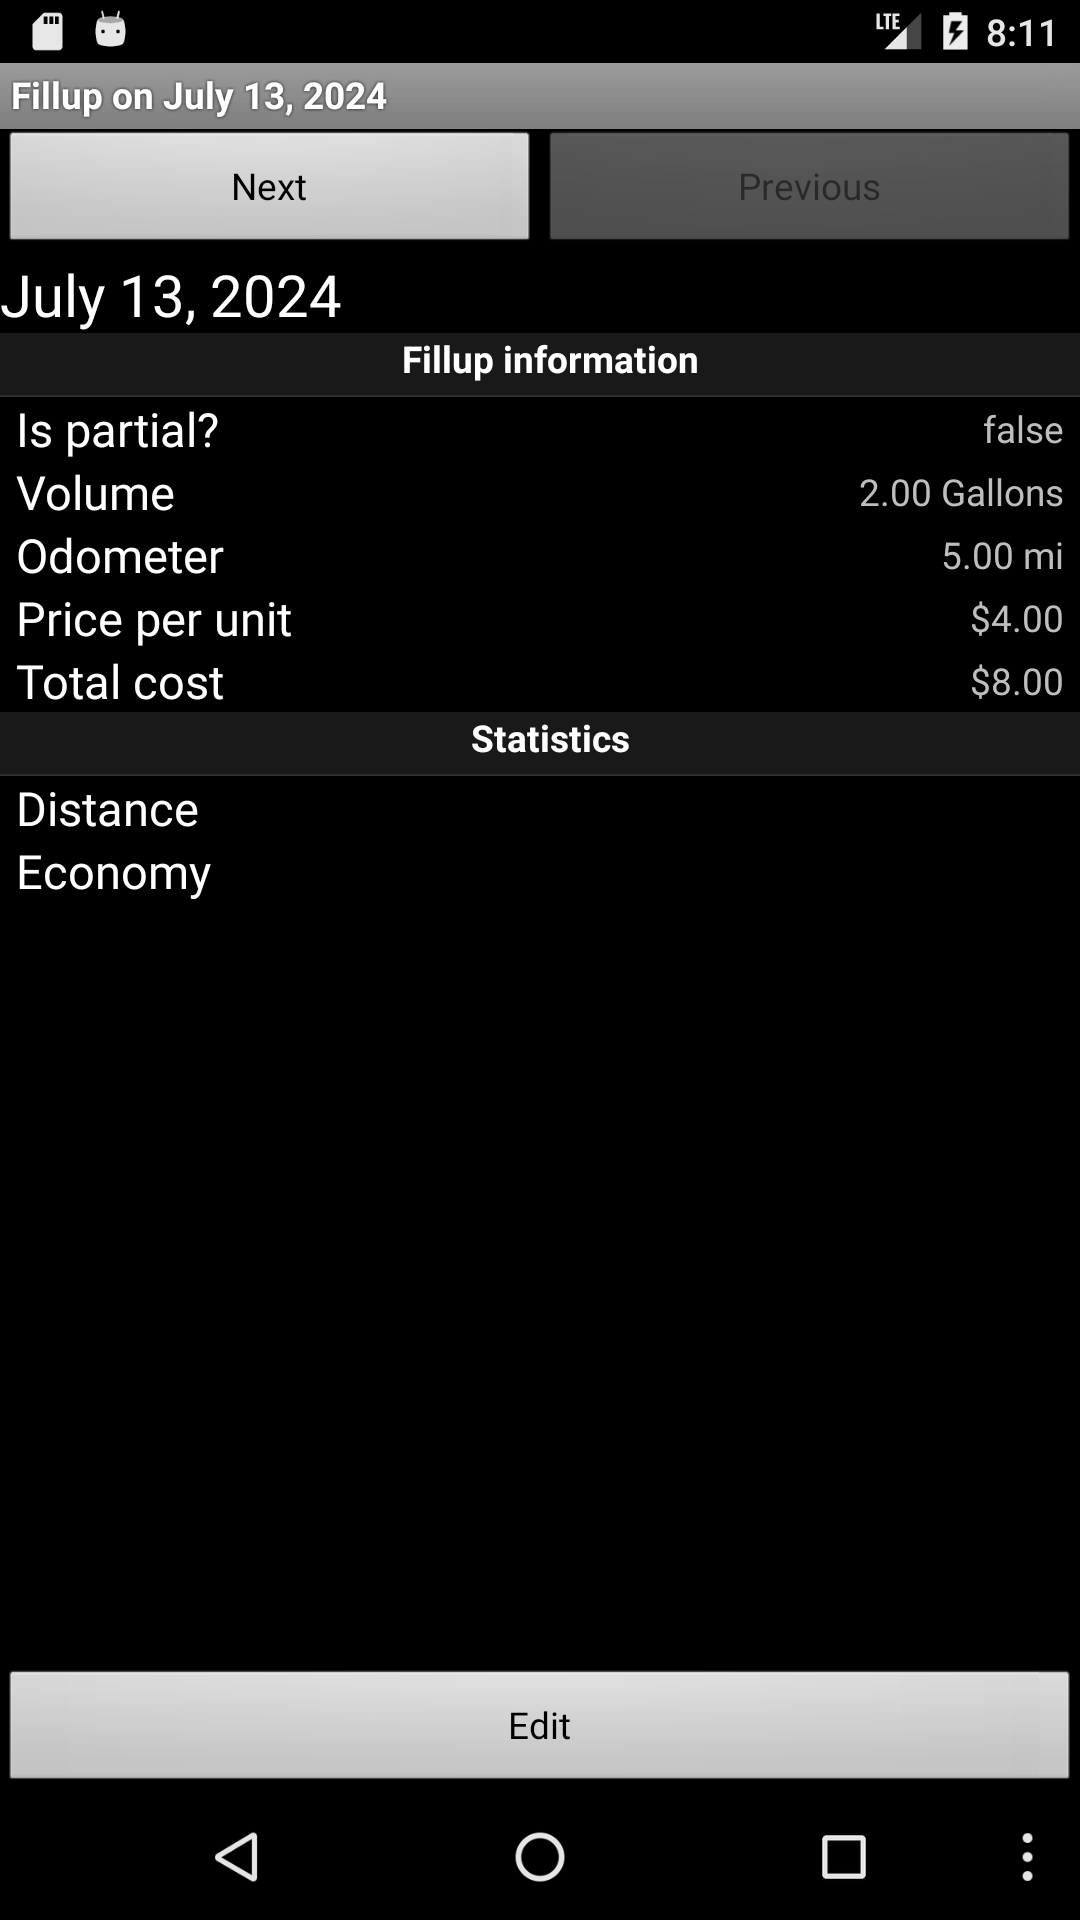 LTE 8:11
Fillup on July 13, 2024
Next Previous
July 13, 2024
Fillup information
Is partial? false
Volume 2.00 Gallons
Odometer 5.00 mi
Price per unit $4.00
Total cost $8.00
Statistics
Distance
Economy
Edit